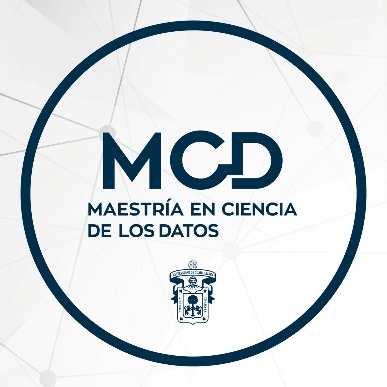 MCD
MAESTRÍA EN CIENCIA
DE LOS DATOS